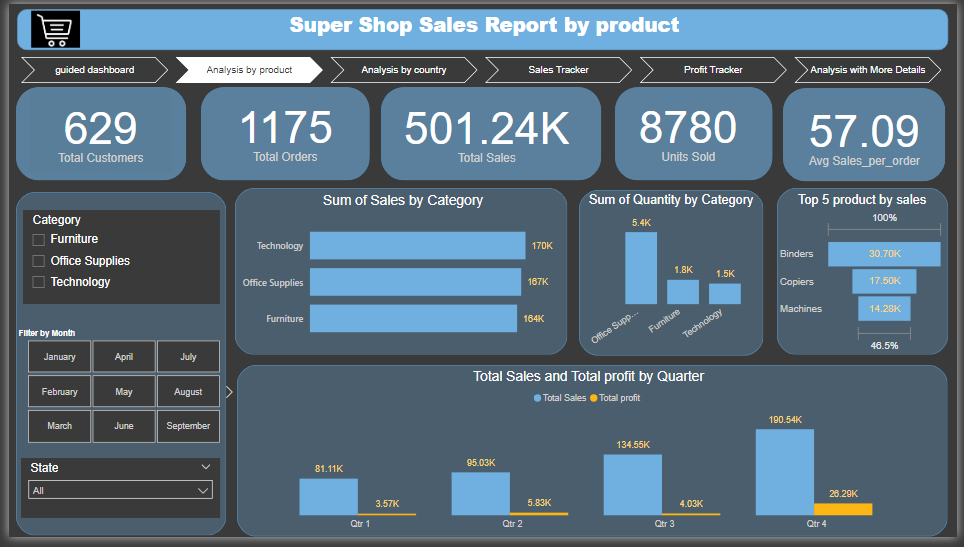 Super Shop Sales Report by product
guided dashboard
Analysis by product
Analysis by country
Sales Tracker
Profit Tracker
Analysis with More Details
629
Total Customers
1175
Total Orders
501.24K
Total Sales
8780
Units Sold
57.09
Avg Sales_per_order
Category
Furniture
Office Supplies
Technology
Filter by Month
January
April
July
February
May
August
March
June
September
State
All
Sum of Sales by Category
Technology
170K
Office Supplies
167K
Furniture
164K
Sum of Quantity by Category
5.4K
1.8K
1.5K
Office Supp...
Furniture
Technology
Top 5 product by sales
100%
Binders
30.70K
Copiers
17.50K
Machines
14.28K
46.5%
Total Sales and Total profit by Quarter
Total Sales
Total profit
81.11K
3.57K
95.03K
5.83K
134.55K
4.03K
190.54K
26.29K
Qtr 1
Qtr 2
Qtr 3
Qtr 4